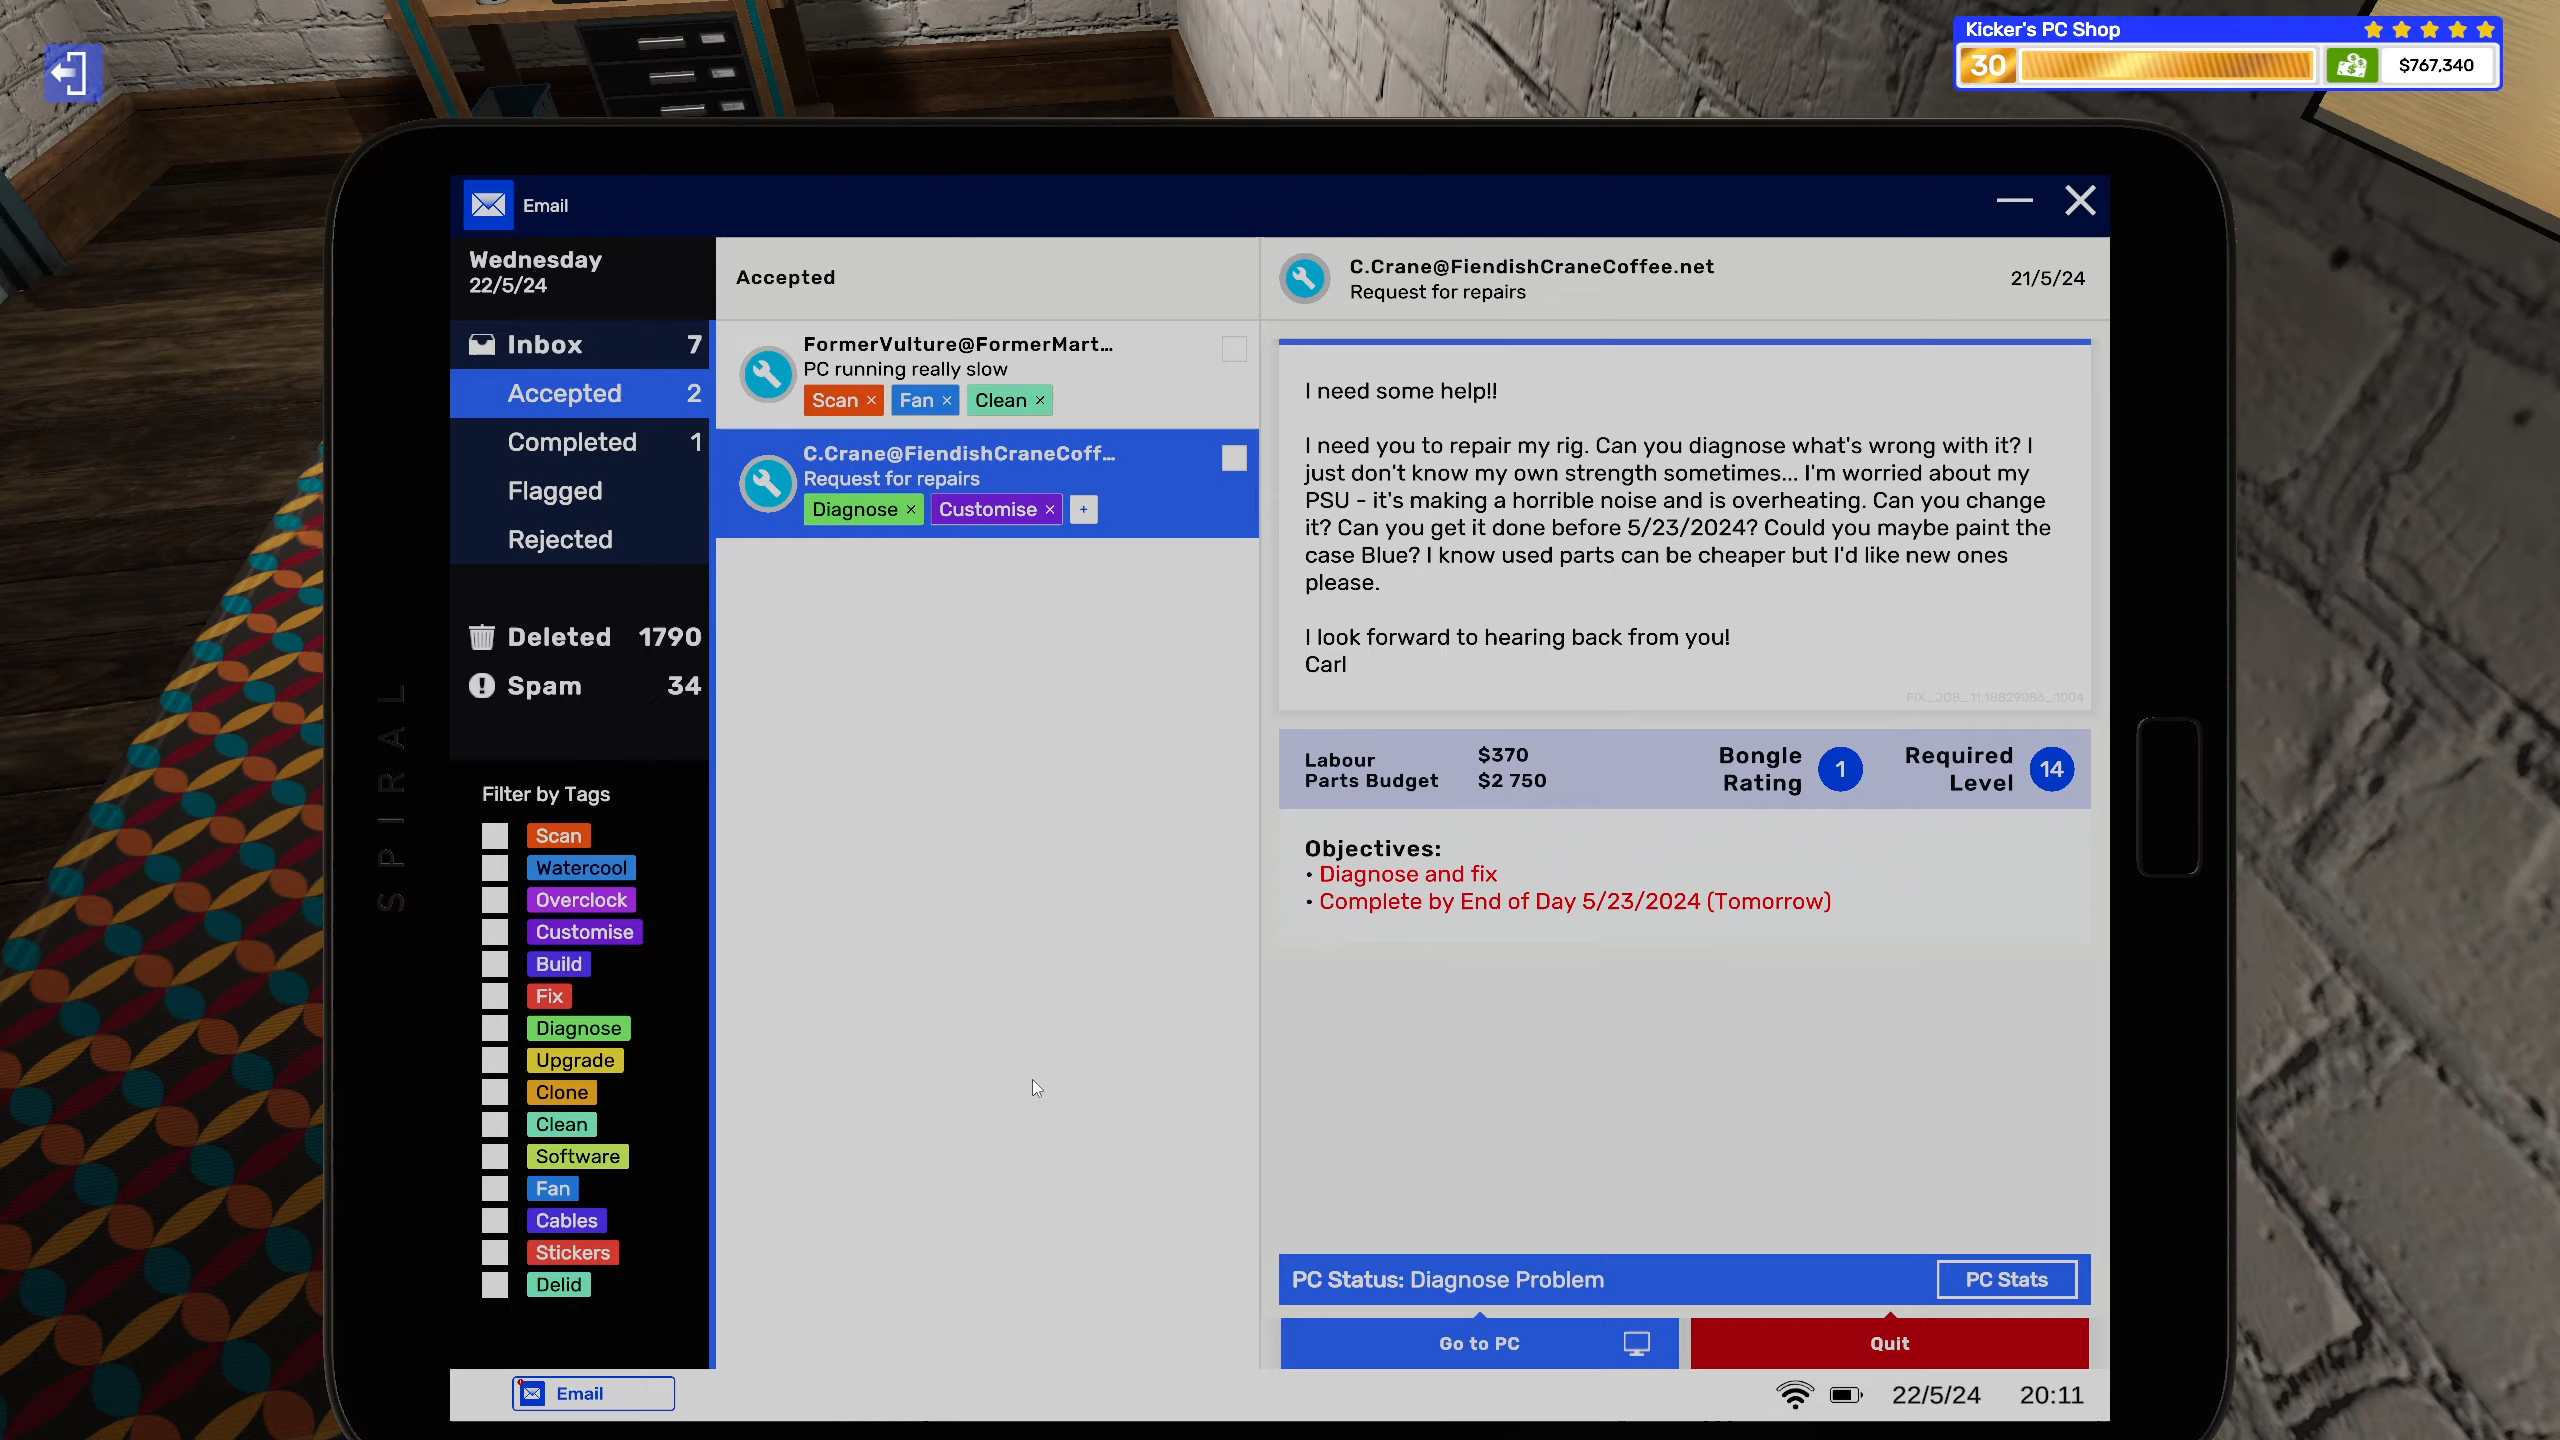 Kicker's PC Shop
30
$767,340
Email
Wednesday
22/5/24
Inbox 7
Accepted 2
Completed 1
Flagged
Rejected
Deleted 1790
Spam 34
Filter by Tags
Scan
Watercool
Overclock
Customise
Build
Fix
Diagnose
Upgrade
Clone
Clean
Software
Fan
Cables
Stickers
Delid
Accepted
FormerVulture@FormerMart...
PC running really slow
Scan × Fan × Clean ×
C.Crane@FiendishCraneCoff...
Request for repairs
Diagnose × Customise × +
C.Crane@FiendishCraneCoffee.net
Request for repairs
21/5/24
I need some help!!
I need you to repair my rig. Can you diagnose what's wrong with it? I
just don't know my own strength sometimes... I'm worried about my
PSU - it's making a horrible noise and is overheating. Can you change
it? Can you get it done before 5/23/2024? Could you maybe paint the
case Blue? I know used parts can be cheaper but I'd like new ones
please.
I look forward to hearing back from you!
Carl
FIX_JOB_11.18829086_1004
Labour $370
Parts Budget $2 750
Bongle
Rating
1
Required
Level
14
Objectives:
• Diagnose and fix
• Complete by End of Day 5/23/2024 (Tomorrow)
PC Status: Diagnose Problem
PC Stats
Go to PC
Quit
Email
22/5/24 20:11
SPIRAL